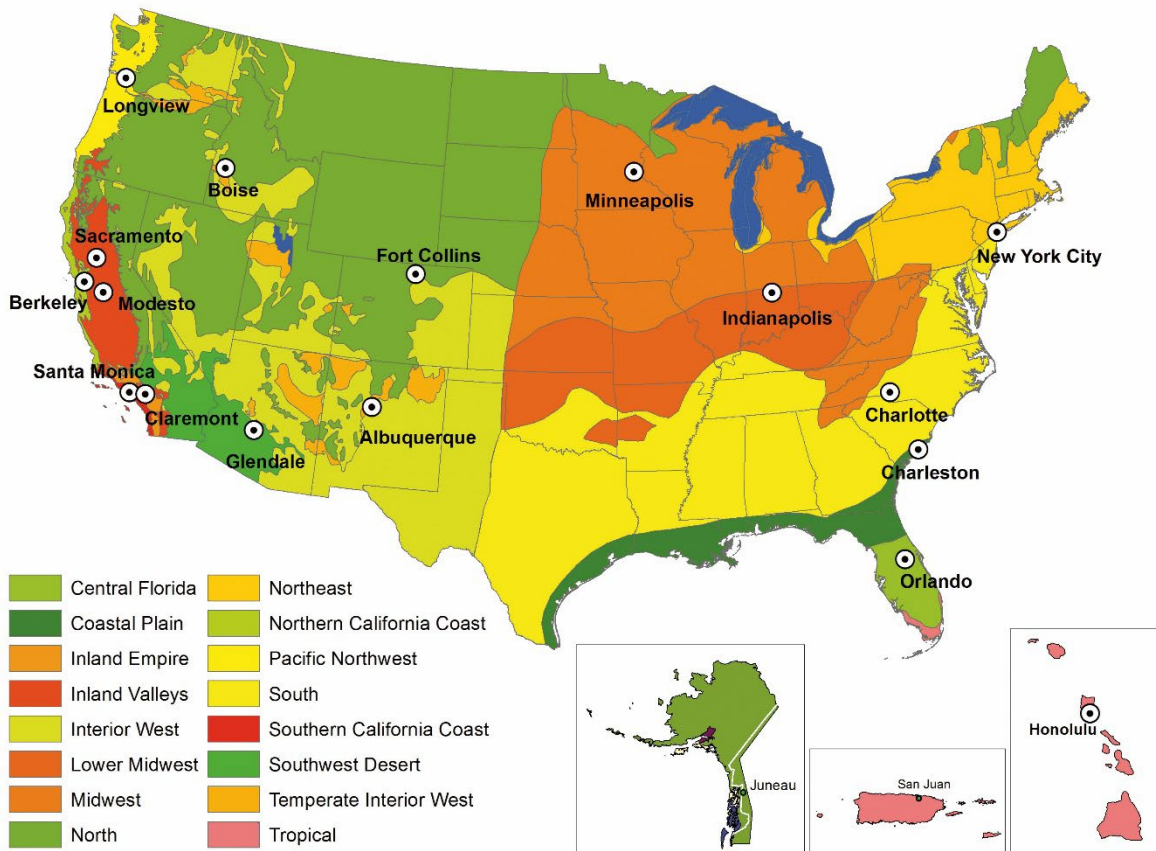 Longview
Boise
Minneapolis
Sacramento
Fort Collins
New York City
Berkeley
Modesto
Indianapolis
Santa Monica
Claremont
Charlotte
Albuquerque
Glendale
Charleston
Orlando
Central Florida
Coastal Plain
Inland Empire
Inland Valleys
Interior West
Lower Midwest
Midwest
North
Northeast
Northern California Coast
Pacific Northwest
South
Southern California Coast
Southwest Desert
Temperate Interior West
Tropical
Juneau
San Juan
Honolulu